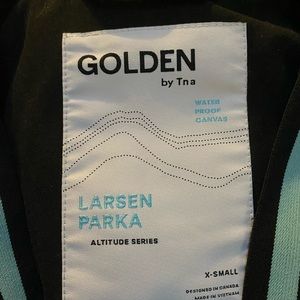 GOLDEN
by Tna
WATER
PROOF
CANVAS
LARSEN
PARKA
ALTITUDE SERIES
X-SMALL
DESIGNED IN CANADA
MADE IN VIETNAM